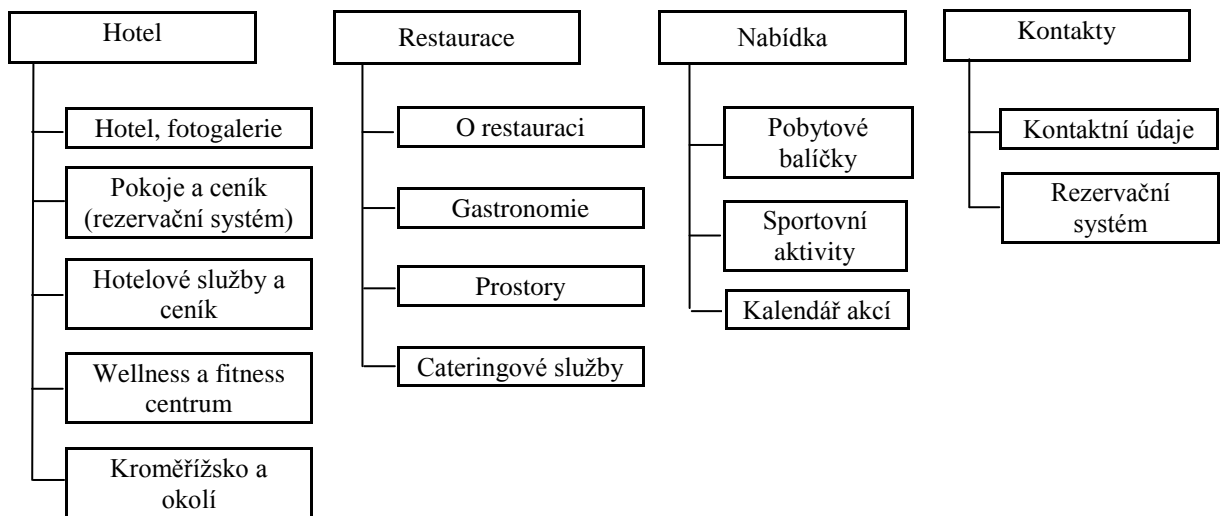 Hotel
Hotel, fotogalerie
Pokoje a ceník
(rezervační systém)
Hotelové služby a
ceník
Wellness a fitness
centrum
Kroměřížsko a
okolí
Restaurace
O restauraci
Gastronomie
Prostory
Cateringové služby
Nabídka
Pobytové
balíčky
Sportovní
aktivity
Kalendář akcí
Kontakty
Kontaktní údaje
Rezervační
systém